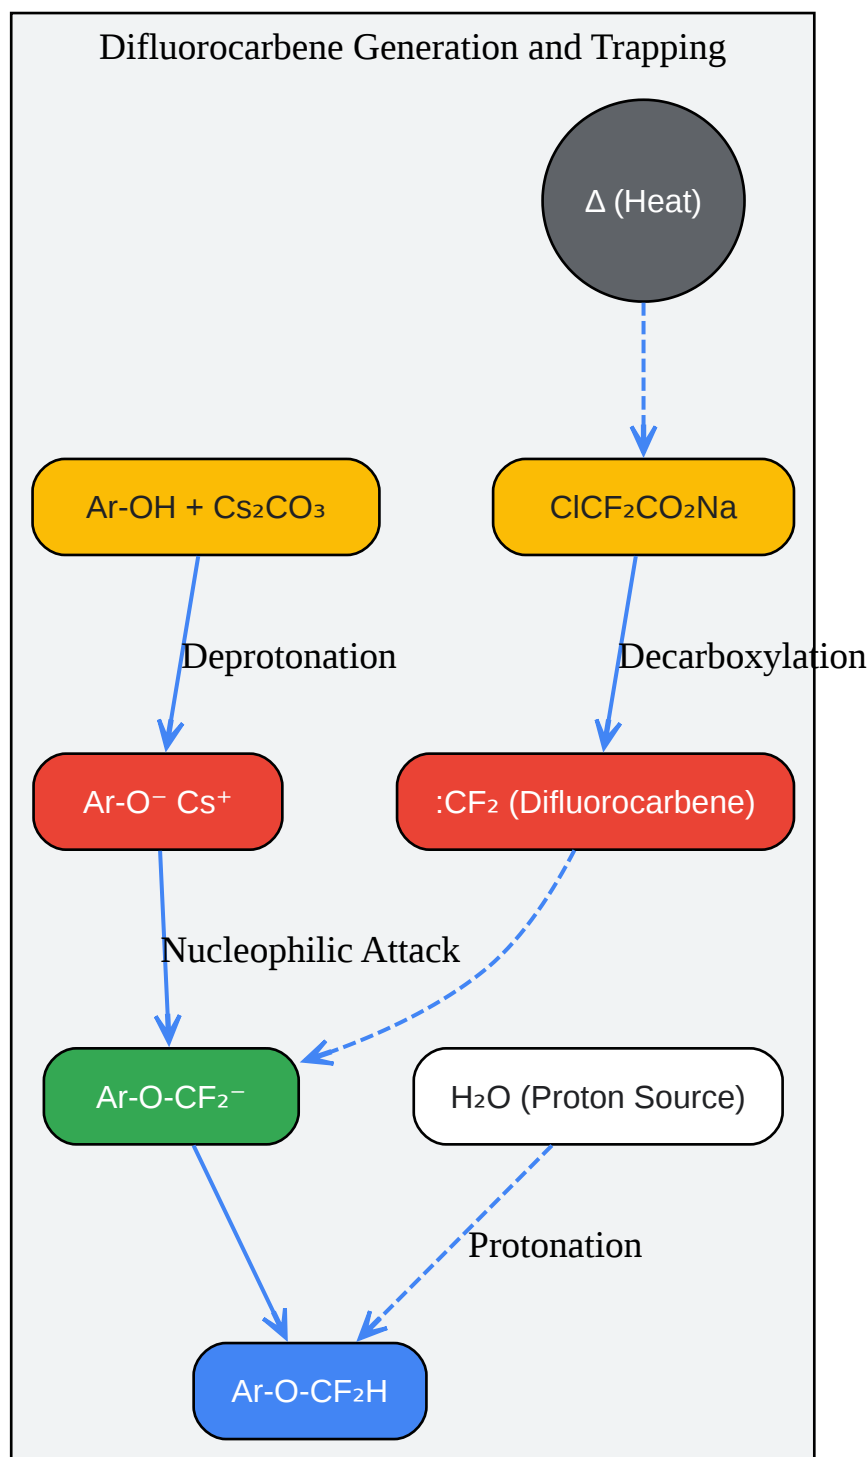 Difluorocarbene Generation and Trapping
Δ (Heat)
Ar-OH + Cs₂CO₃
ClCF₂CO₂Na
Deprotonation
Decarboxylation
Ar-O⁻ Cs⁺
:CF₂ (Difluorocarbene)
Nucleophilic Attack
Ar-O-CF₂⁻
H₂O (Proton Source)
Protonation
Ar-O-CF₂H